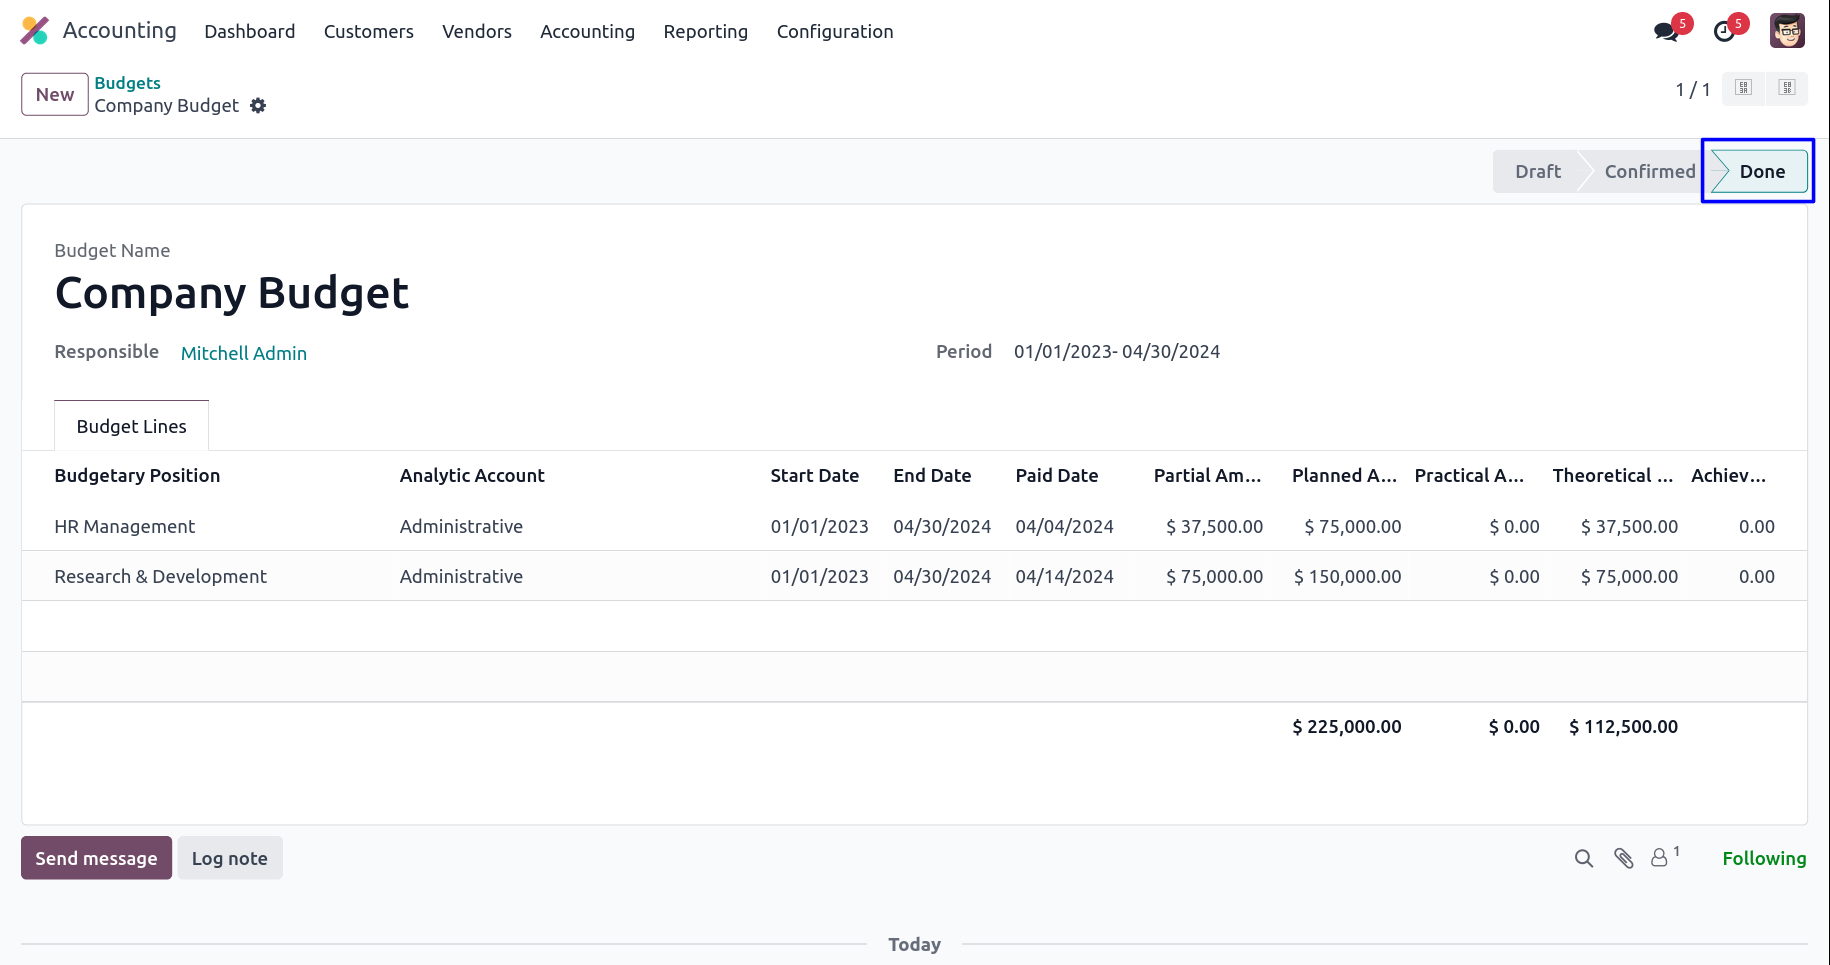 Accounting Dashboard Customers Vendors Accounting Reporting Configuration 5 5
New Budgets
Company Budget
1 / 1
Draft Confirmed Done
Budget Name
Company Budget
Responsible Mitchell Admin Period 01/01/2023- 04/30/2024
Budget Lines
Budgetary Position Analytic Account Start Date End Date Paid Date Partial Am... Planned A... Practical A... Theoretical ... Achiev...
HR Management Administrative 01/01/2023 04/30/2024 04/04/2024 $ 37,500.00 $ 75,000.00 $ 0.00 $ 37,500.00 0.00
Research & Development Administrative 01/01/2023 04/30/2024 04/14/2024 $ 75,000.00 $ 150,000.00 $ 0.00 $ 75,000.00 0.00
$ 225,000.00 $ 0.00 $ 112,500.00
Send message Log note 1 Following
Today